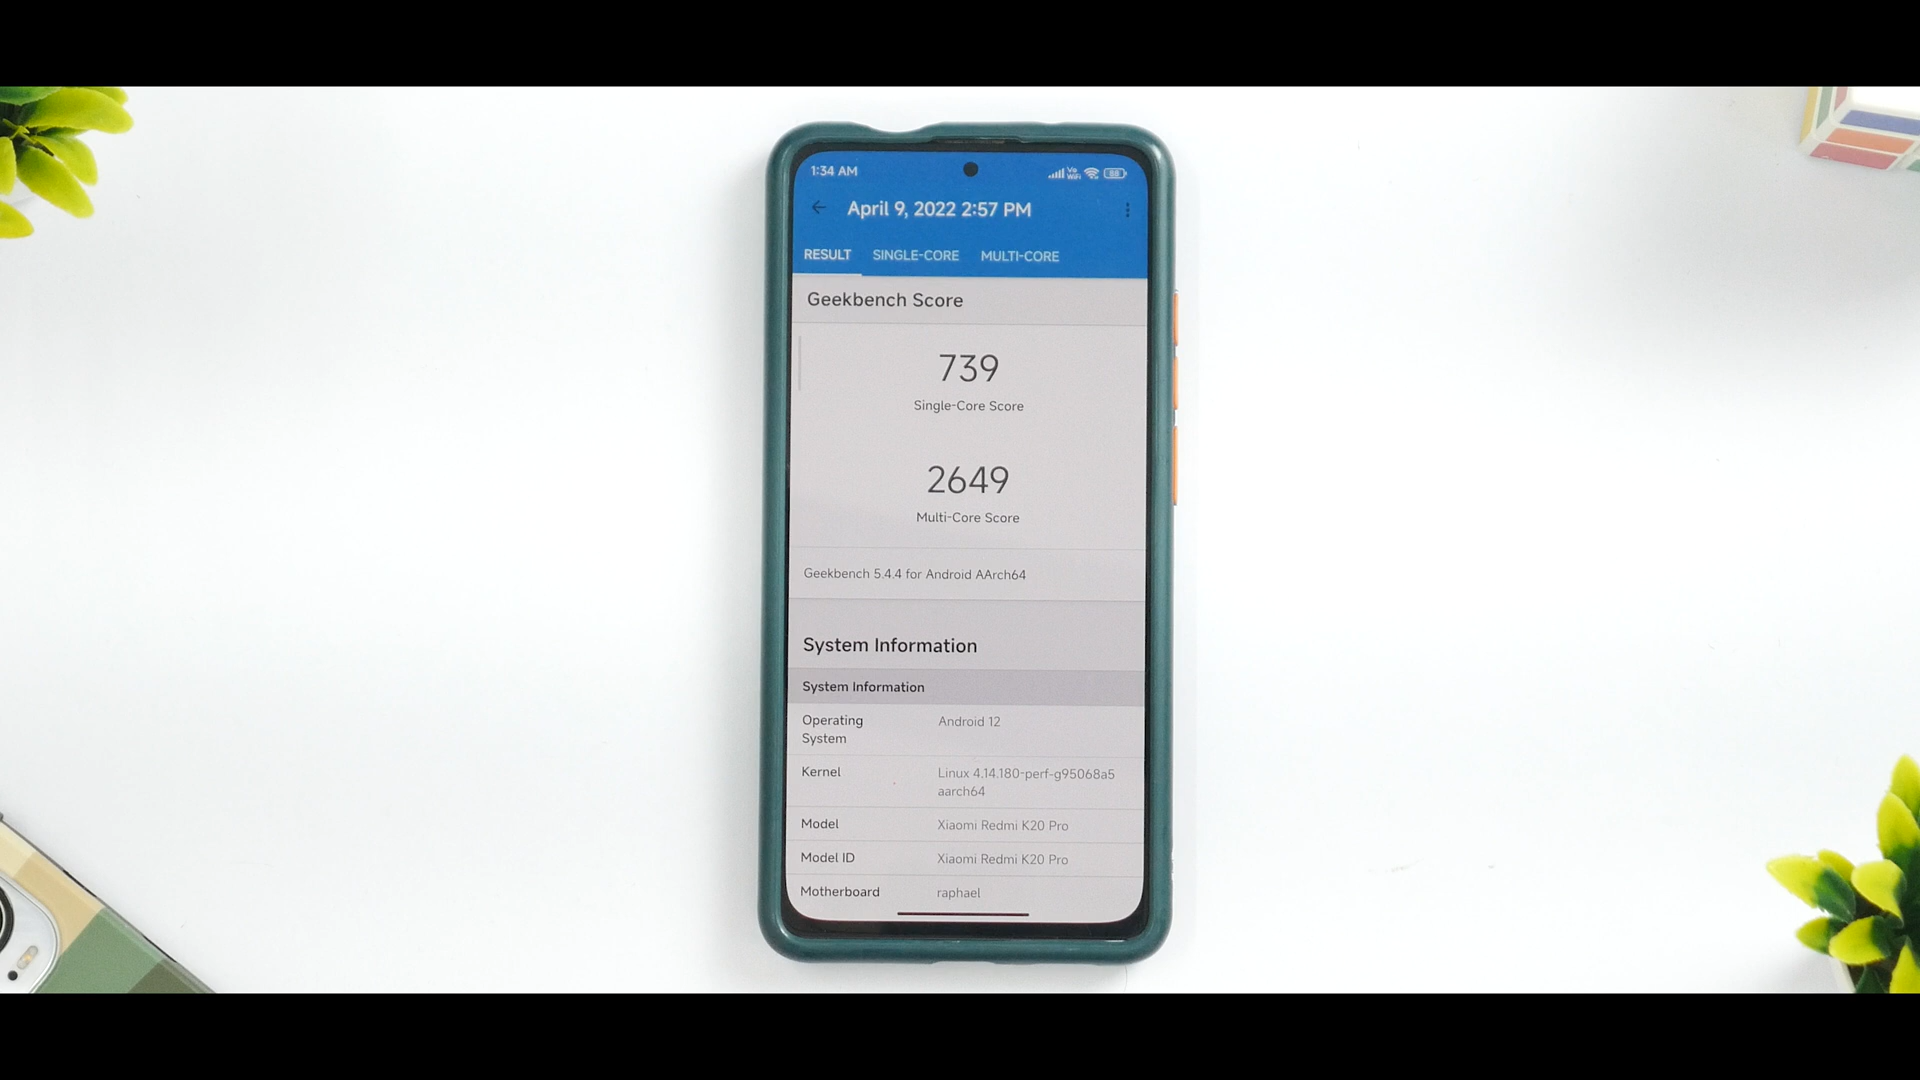 1:34 AM
Vo
WiFi
88
April 9, 2022 2:57 PM
RESULT SINGLE-CORE MULTI-CORE
Geekbench Score
739
Single-Core Score
2649
Multi-Core Score
Geekbench 5.4.4 for Android AArch64
System Information
System Information
Operating System
Android 12
Kernel
Linux 4.14.180-perf-g95068a5
aarch64
Model Xiaomi Redmi K20 Pro
Model ID Xiaomi Redmi K20 Pro
Motherboard raphael